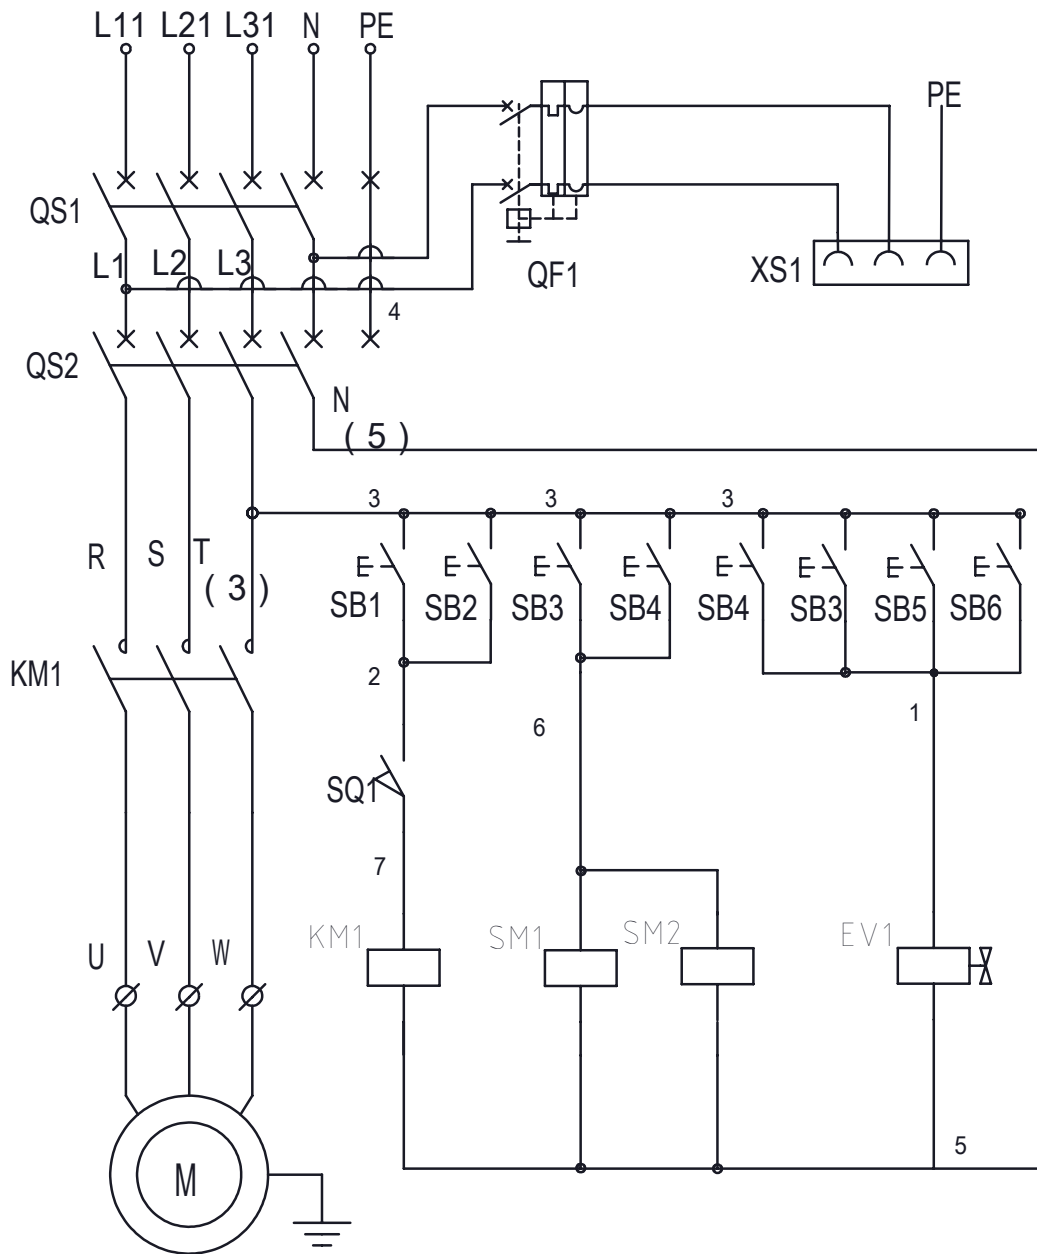 L11 L21 L31 N PE
PE
QS1
L1 L2 L3
QF1
XS1
4
QS2
N
( 5 )
3 3 3
R S T
( 3 )
SB1 SB2 SB3 SB4 SB4 SB3 SB5 SB6
KM1
2
6
1
SQ1
7
KM1 SM1 SM2 EV1
U V W
5
M